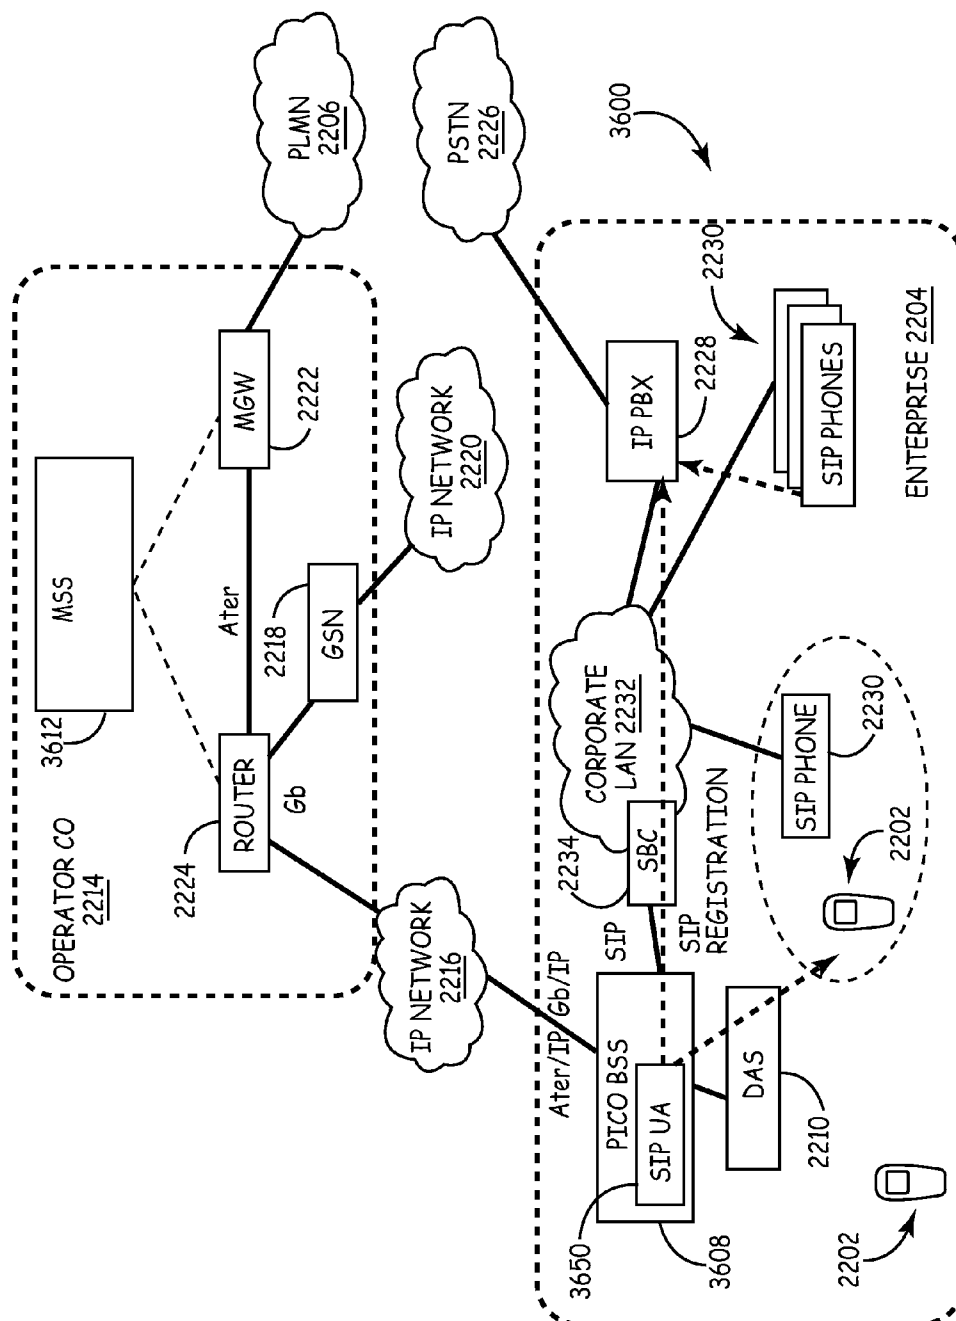 OPERATOR CO
2214
3612
MSS
2224
ROUTER
Gb
Ater
2218
GSN
MGW
2222
PLMN
2206
IP NETWORK
2216
IP NETWORK
2220
PSTN
2226
3600
Ater/IP
Gb/IP
SIP
2234
SBC
SIP
REGISTRATION
CORPORATE
LAN 2232
IP PBX
2228
2230
SIP PHONES
ENTERPRISE 2204
3650
PICO BSS
SIP UA
3608
DAS
2210
SIP PHONE
2230
2202
2202